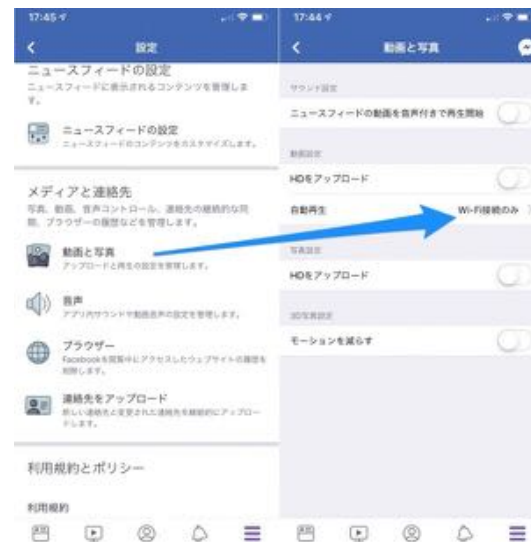 17:45
設定
ニュースフィードの設定
ニュースフィードに表示されるコンテンツを管理します。
ニュースフィードの設定
ニュースフィードのコンテンツをカスタマイズします。
メディアと連絡先
写真、動画、音声コントロール、連絡先の継続的な同期、ブラウザーの履歴などを管理します。
動画と写真
アップロードと再生の設定を管理します。
音声
アプリ内サウンドや動画音声の設定を管理します。
ブラウザー
Facebookを閲覧中にアクセスしたウェブサイトの履歴を削除します。
連絡先をアップロード
新しい連絡先と変更された連絡先を継続的にアップロードします。
利用規約とポリシー
利用規約
17:44
動画と写真
サウンド設定
ニュースフィードの動画を音声付きで再生開始
動画設定
HDをアップロード
自動再生
Wi-Fi接続のみ
写真設定
HDをアップロード
3D写真設定
モーションを減らす